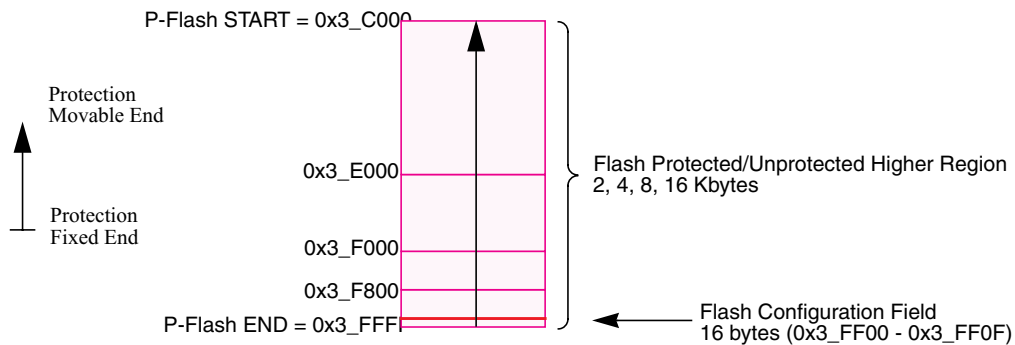 P-Flash START = 0x3_C000
Protection
Movable End
0x3_E000
Flash Protected/Unprotected Higher Region
2, 4, 8, 16 Kbytes
Protection
Fixed End
0x3_F000
0x3_F800
P-Flash END = 0x3_FFF
Flash Configuration Field
16 bytes (0x3_FF00 - 0x3_FF0F)